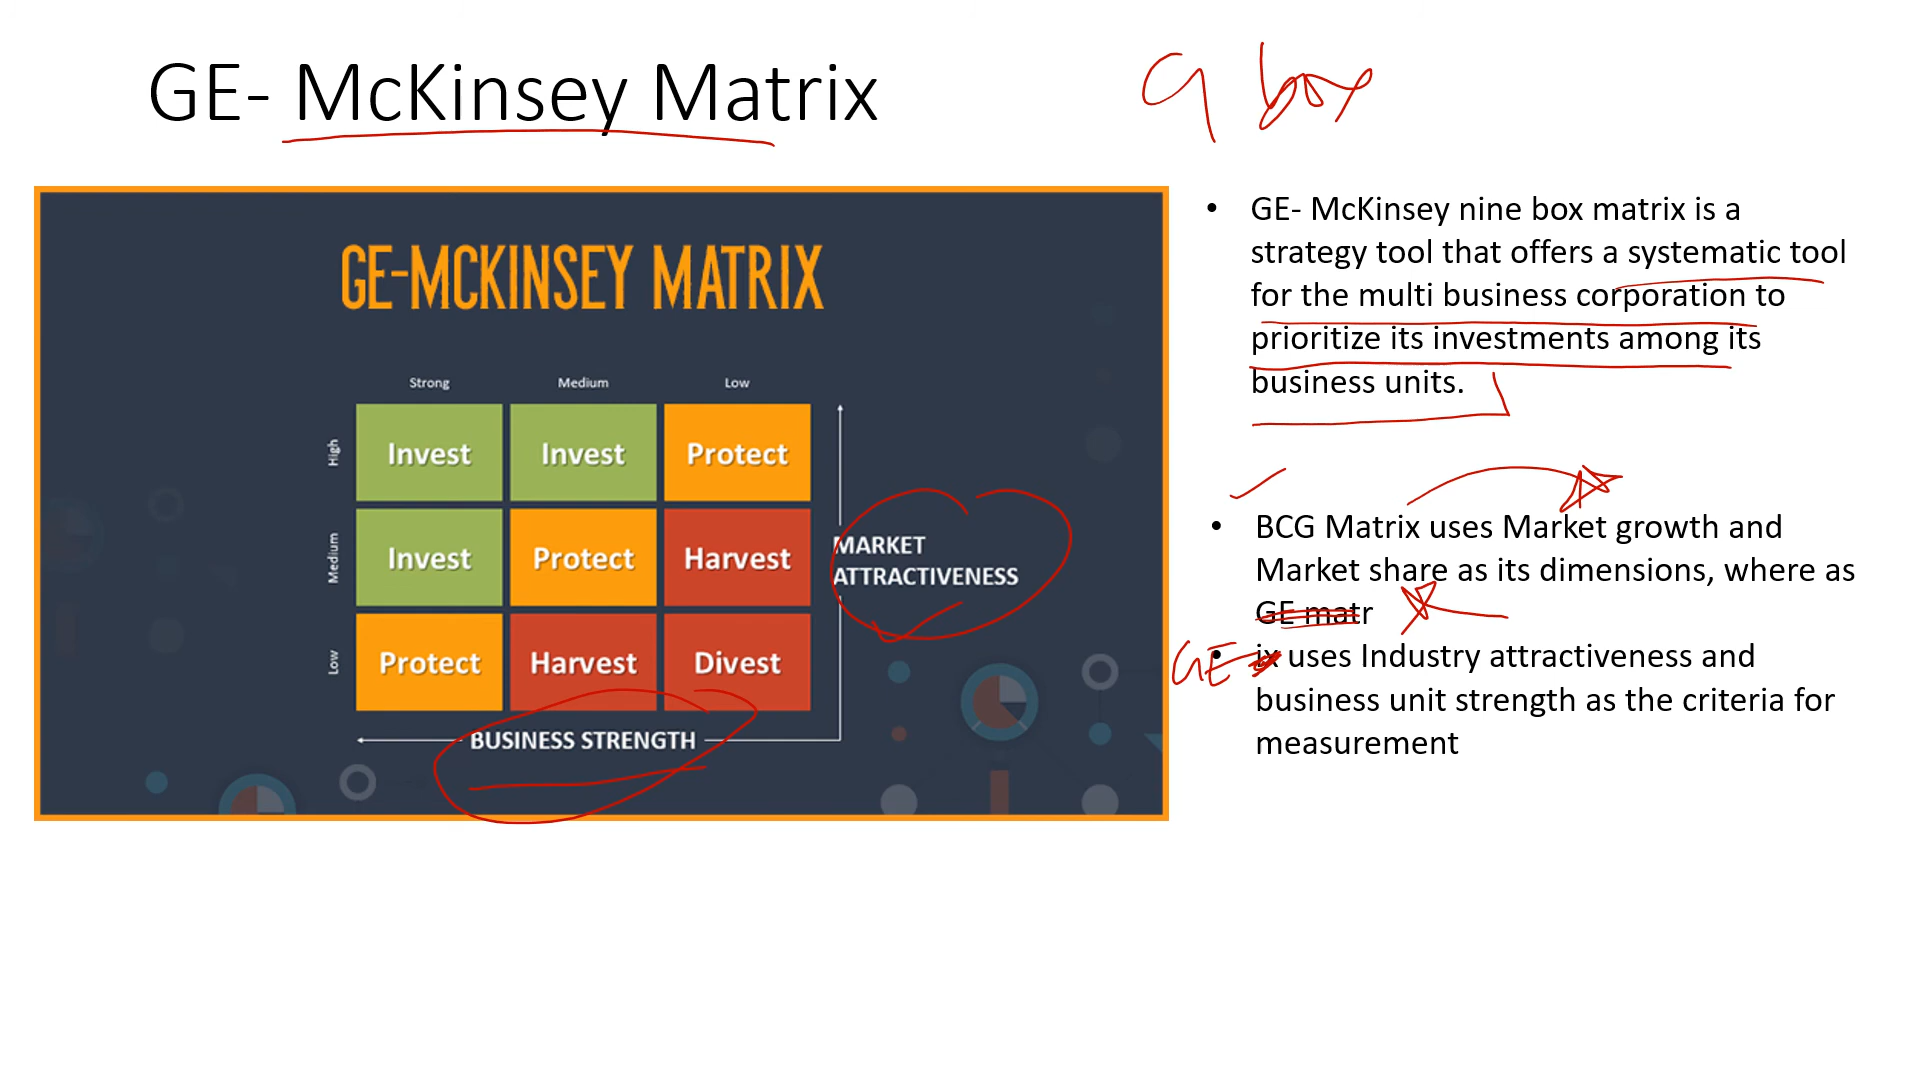 GE- McKinsey Matrix
9 box
GE-MCKINSEY MATRIX
Strong Medium Low
High Invest Invest Protect
Medium Invest Protect Harvest
Low Protect Harvest Divest
MARKET
ATTRACTIVENESS
BUSINESS STRENGTH
• GE- McKinsey nine box matrix is a
strategy tool that offers a systematic tool
for the multi business corporation to
prioritize its investments among its
business units.
• BCG Matrix uses Market growth and
Market share as its dimensions, where as
GE matr
GE
• ix uses Industry attractiveness and
business unit strength as the criteria for
measurement